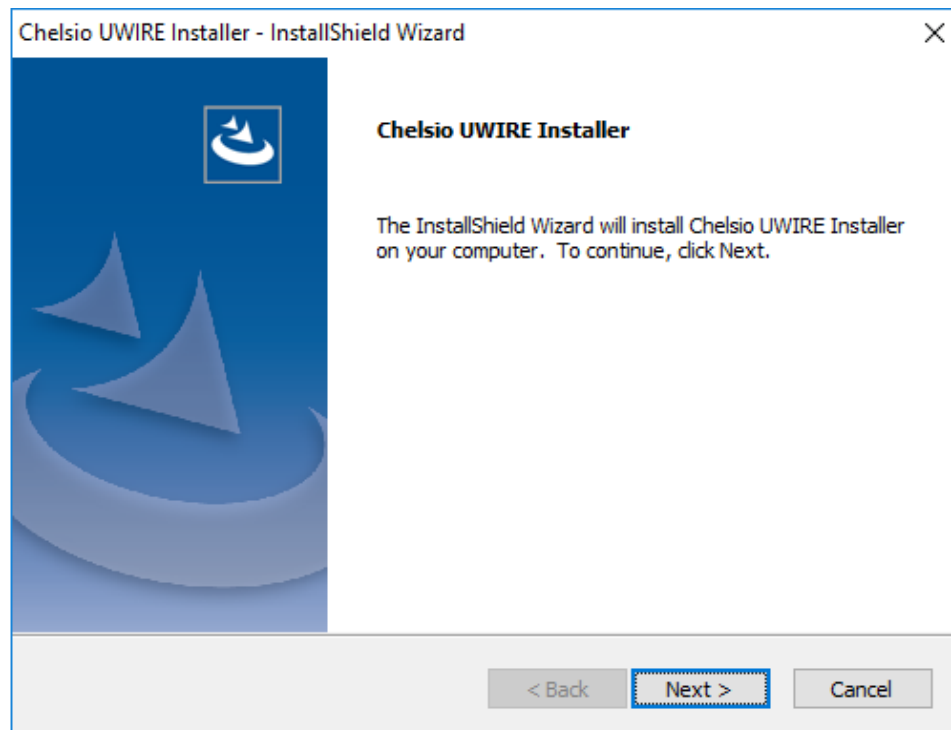 Chelsio UWIRE Installer - InstallShield Wizard
Chelsio UWIRE Installer
The InstallShield Wizard will install Chelsio UWIRE Installer
on your computer.  To continue, click Next.
< Back
Next >
Cancel